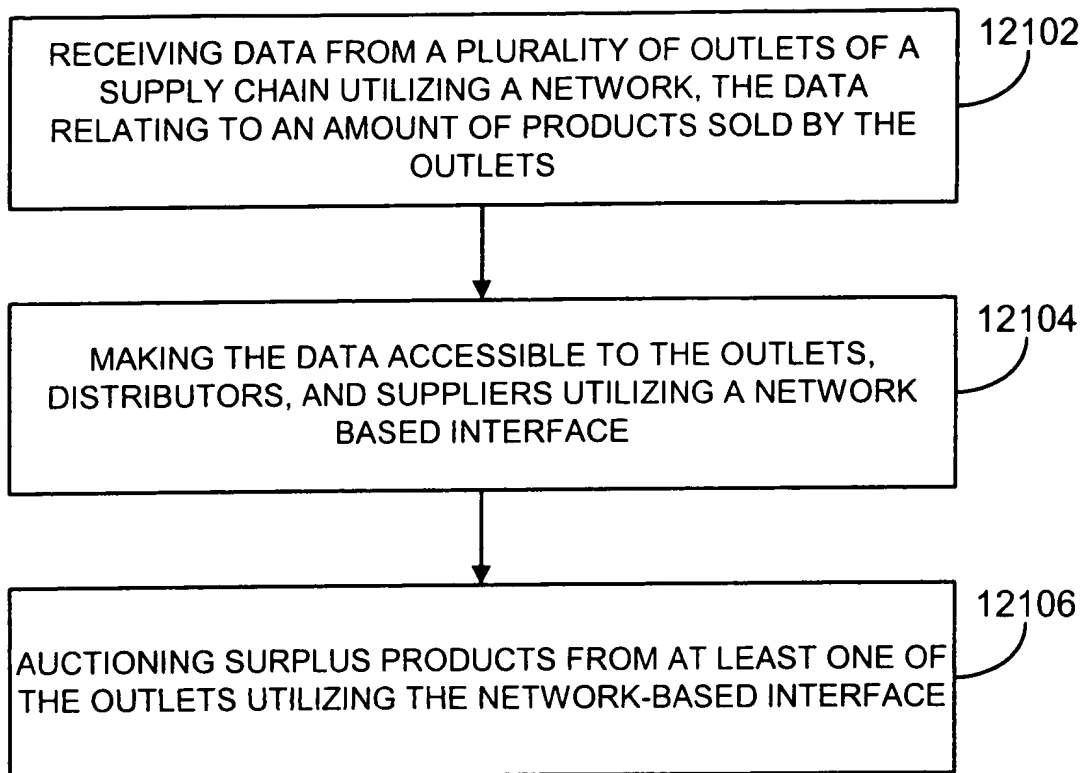 12102
RECEIVING DATA FROM A PLURALITY OF OUTLETS OF A
SUPPLY CHAIN UTILIZING A NETWORK, THE DATA
RELATING TO AN AMOUNT OF PRODUCTS SOLD BY THE
OUTLETS
12104
MAKING THE DATA ACCESSIBLE TO THE OUTLETS,
DISTRIBUTORS, AND SUPPLIERS UTILIZING A NETWORK
BASED INTERFACE
12106
AUCTIONING SURPLUS PRODUCTS FROM AT LEAST ONE OF
THE OUTLETS UTILIZING THE NETWORK-BASED INTERFACE